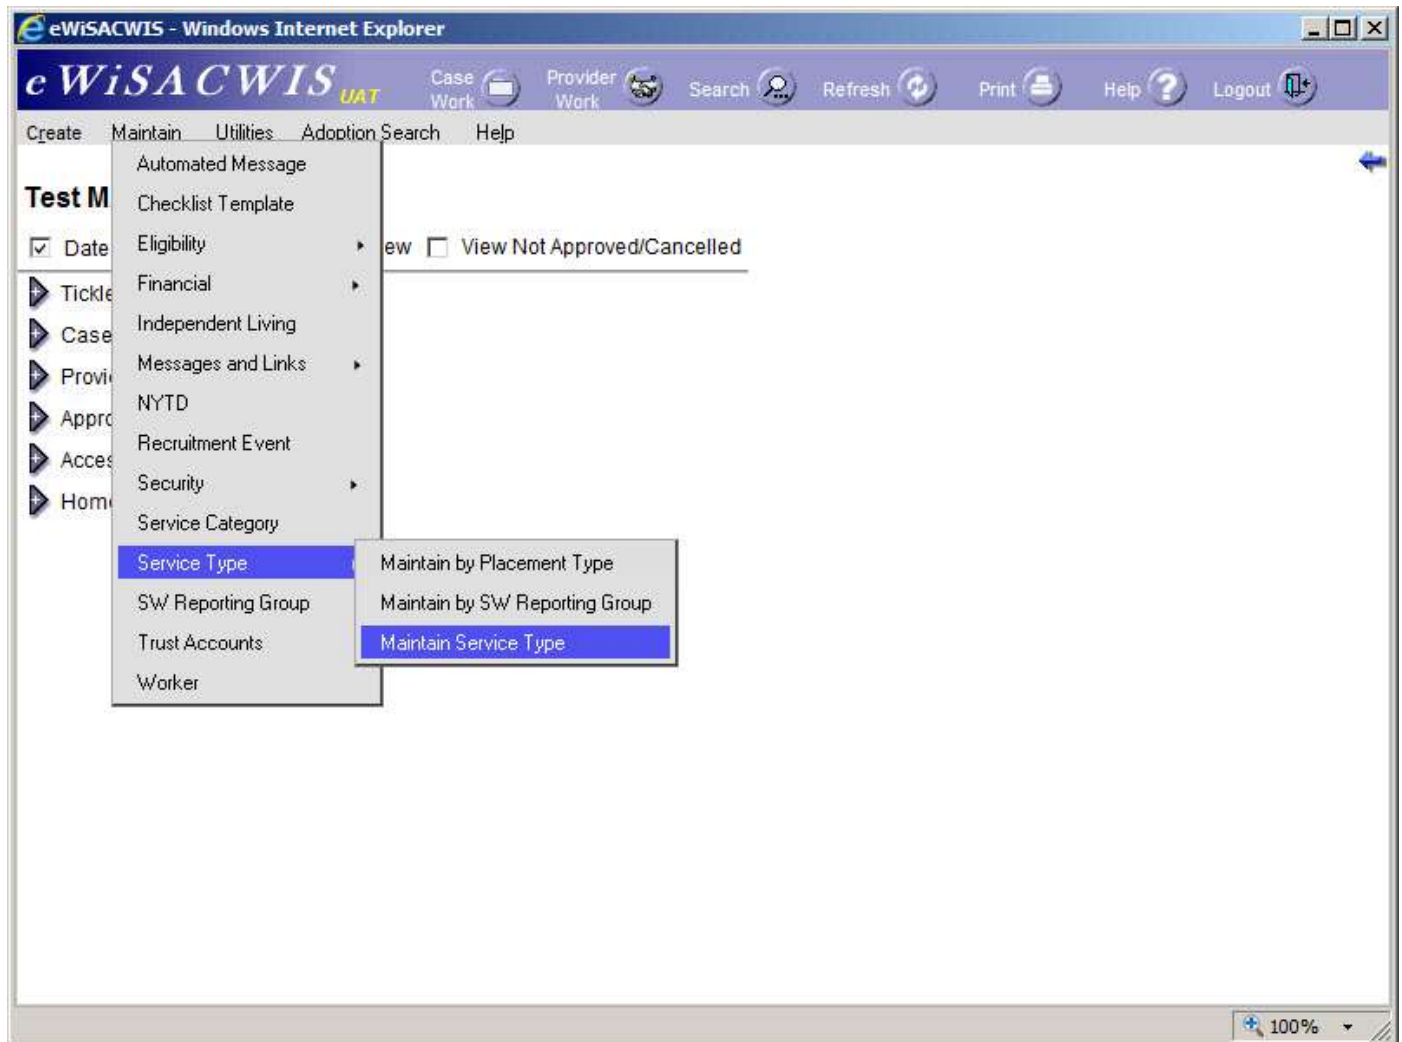 eWiSACWIS - Windows Internet Explorer
eWiSACWIS UAT Case Work Provider Work Search Refresh Print Help Logout
Create Maintain Utilities Adoption Search Help
Automated Message
Test M
Checklist Template
Date Eligibility ew View Not Approved/Cancelled
Financial
Tickle
Independent Living
Case
Messages and Links
Provi
NYTD
Appro
Recruitment Event
Acces
Security
Home
Service Category
Service Type Maintain by Placement Type
SW Reporting Group Maintain by SW Reporting Group
Trust Accounts Maintain Service Type
Worker
100%